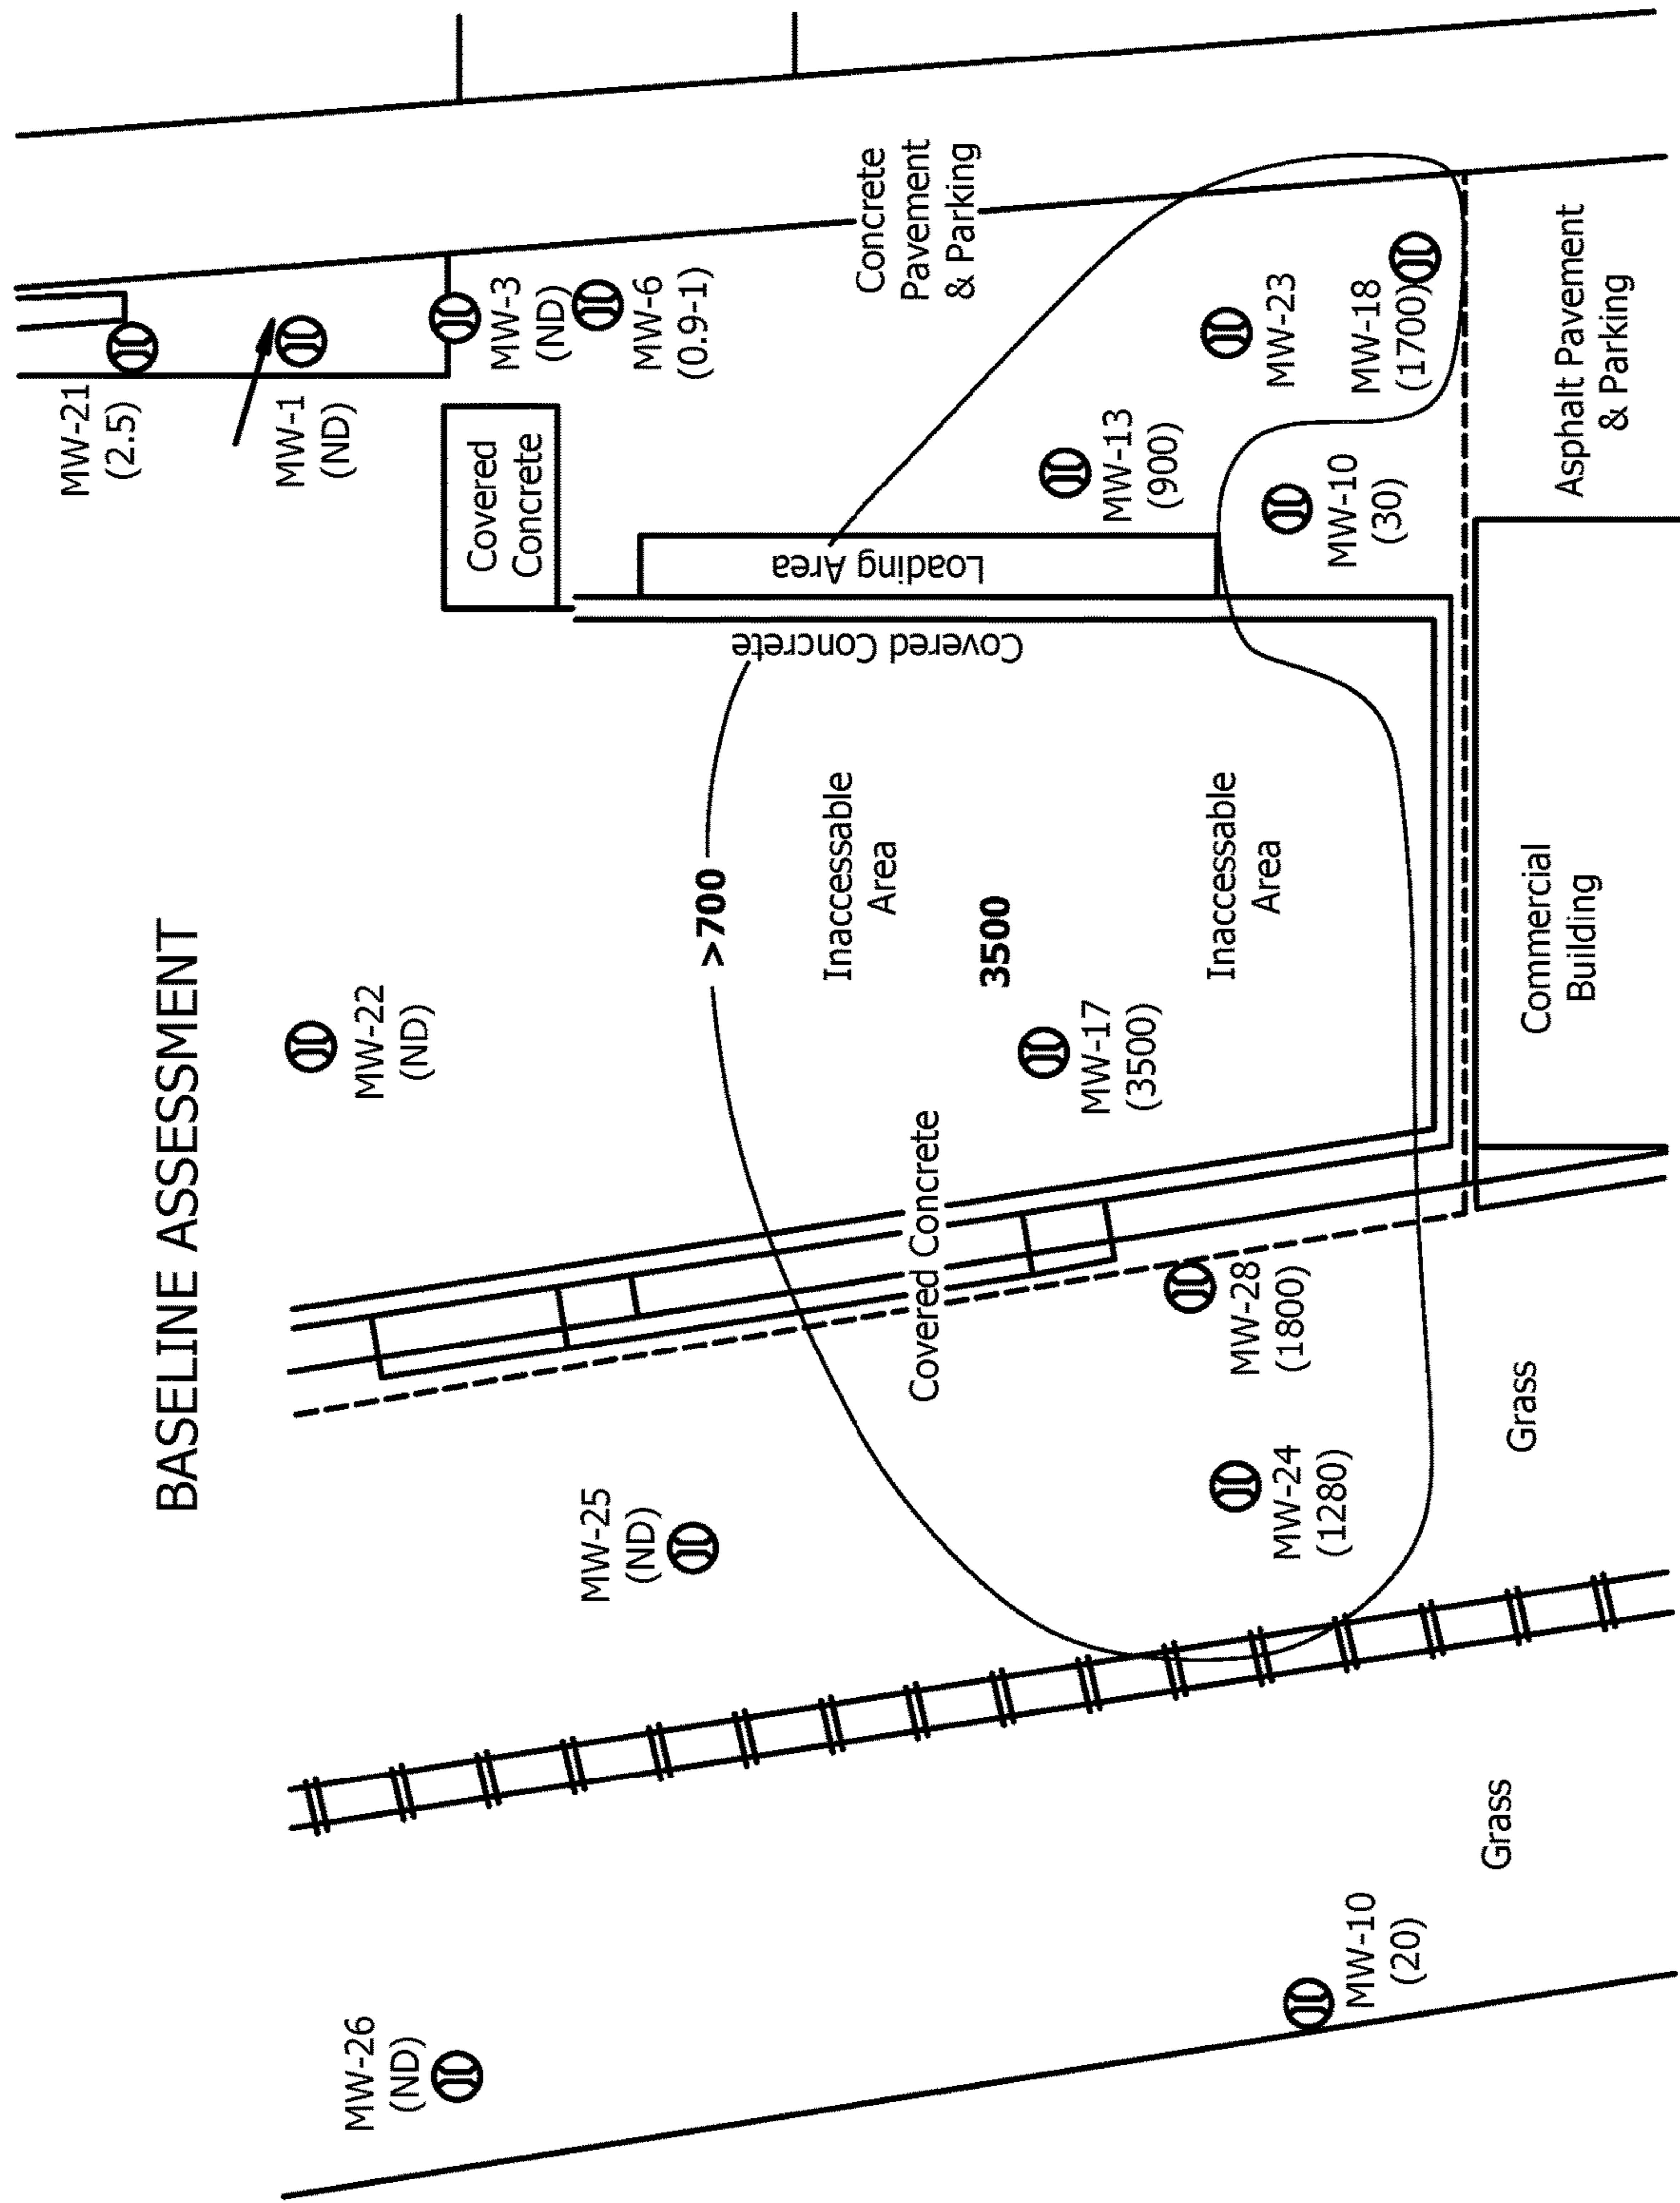 BASELINE ASSESSMENT
MW-26
(ND)
MW-25
(ND)
MW-22
(ND)
MW-21
(2.5)
MW-1
(ND)
MW-3
(ND)
MW-6
(0.9-1)
Covered
Concrete
>700
Covered Concrete
Loading Area
Concrete
Pavement
& Parking
Inaccessable
Area
3500
Covered Concrete
MW-17
(3500)
Inaccessable
Area
MW-13
(900)
MW-23
MW-18
(1700)
MW-10
(30)
MW-28
(1800)
MW-24
(1280)
MW-10
(20)
Grass
Grass
Commercial
Building
Asphalt Pavement
& Parking